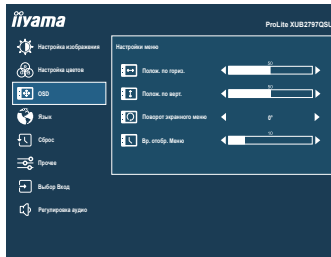 iiyama
ProLite XUB2797QSU
Настройка изображения
Настройка цветов
OSD
Язык
Сброс
Прочее
Выбор Вход
Регулировка аудио
Настройки меню
Полож. по гориз. 50
Полож. по верт. 50
Поворот экранного меню 0°
Вр. отобр. Меню 10